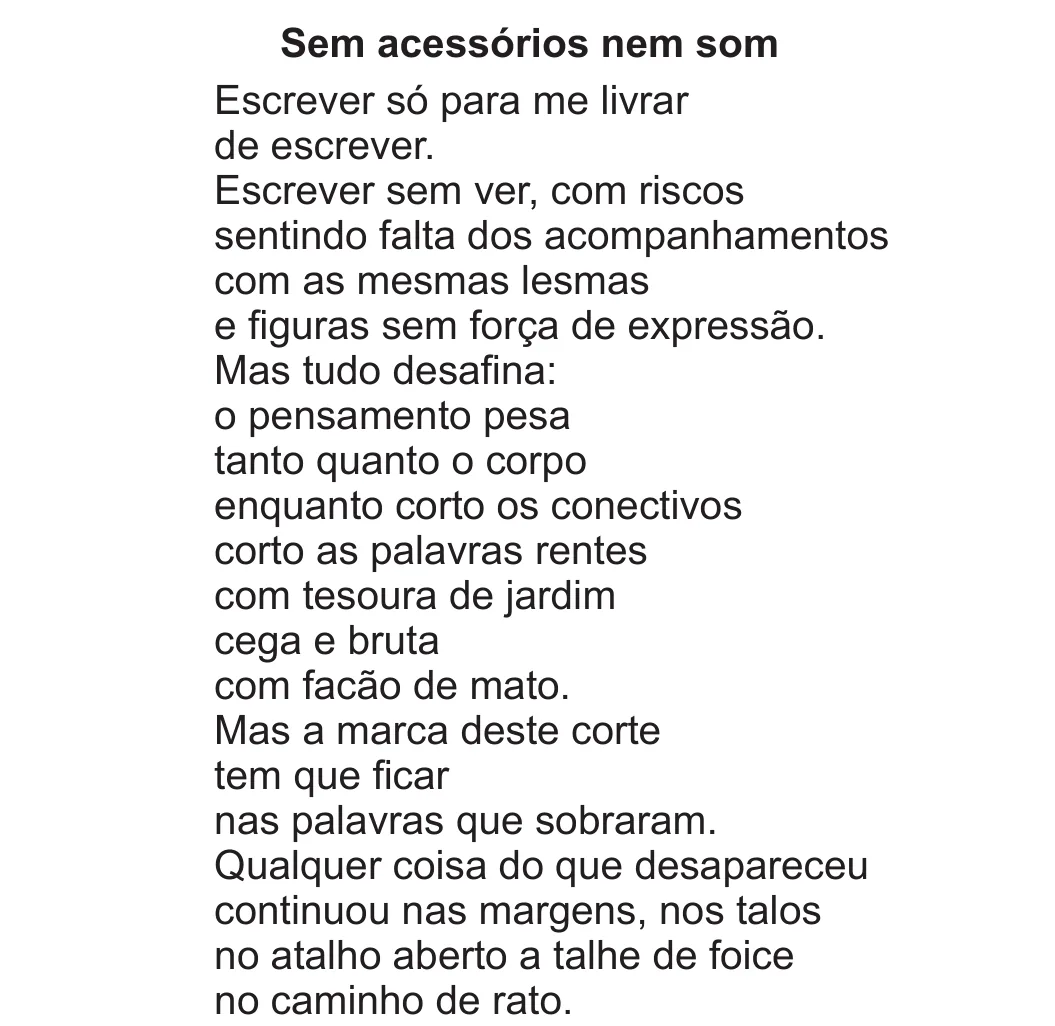 Sem acessórios nem som
Escrever só para me livrar
de escrever.
Escrever sem ver, com riscos
sentindo falta dos acompanhamentos
com as mesmas lesmas
e figuras sem força de expressão.
Mas tudo desafina:
o pensamento pesa
tanto quanto o corpo
enquanto corto os conectivos
corto as palavras rentes
com tesoura de jardim
cega e bruta
com facão de mato.
Mas a marca deste corte
tem que ficar
nas palavras que sobraram.
Qualquer coisa do que desapareceu
continuou nas margens, nos talos
no atalho aberto a talhe de foice
no caminho de rato.